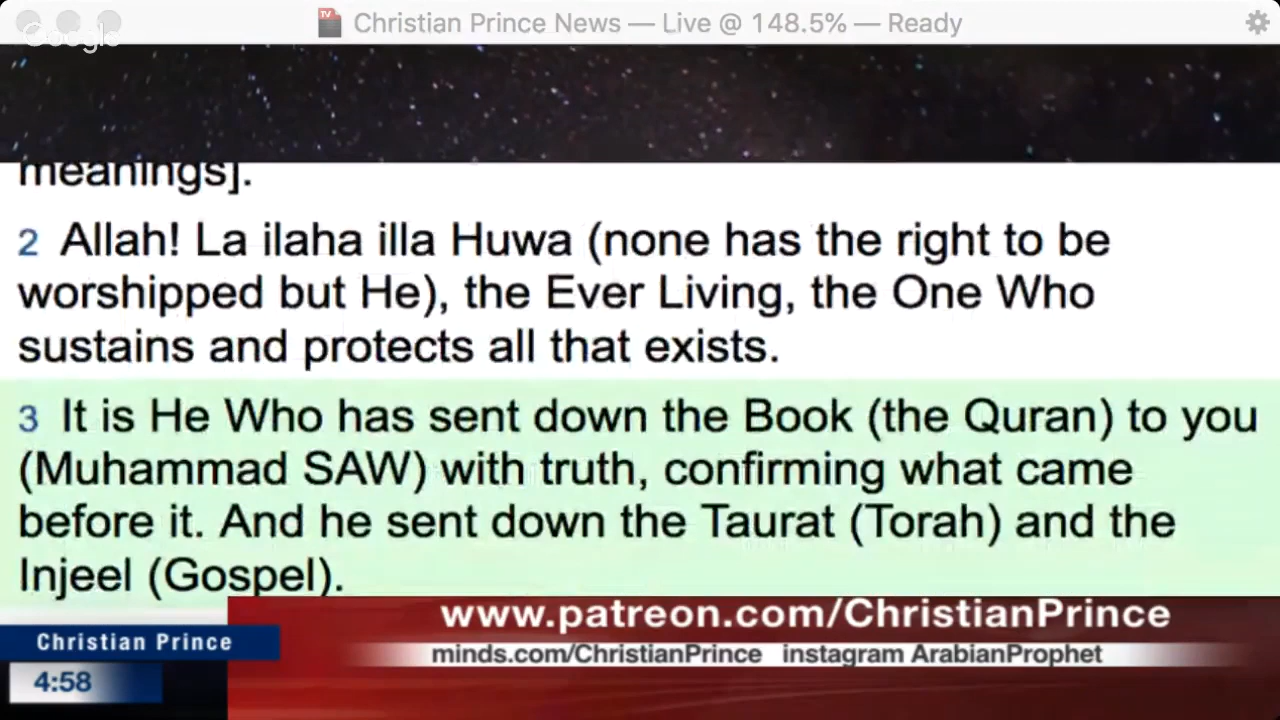 TV
Christian Prince News — Live @ 148.5% — Ready
Google
meanings].
2 Allah! La ilaha illa Huwa (none has the right to be
worshipped but He), the Ever Living, the One Who
sustains and protects all that exists.
3 It is He Who has sent down the Book (the Quran) to you
(Muhammad SAW) with truth, confirming what came
before it. And he sent down the Taurat (Torah) and the
Injeel (Gospel).
www.patreon.com/ChristianPrince
Christian Prince
minds.com/ChristianPrince instagram ArabianProphet
4:58